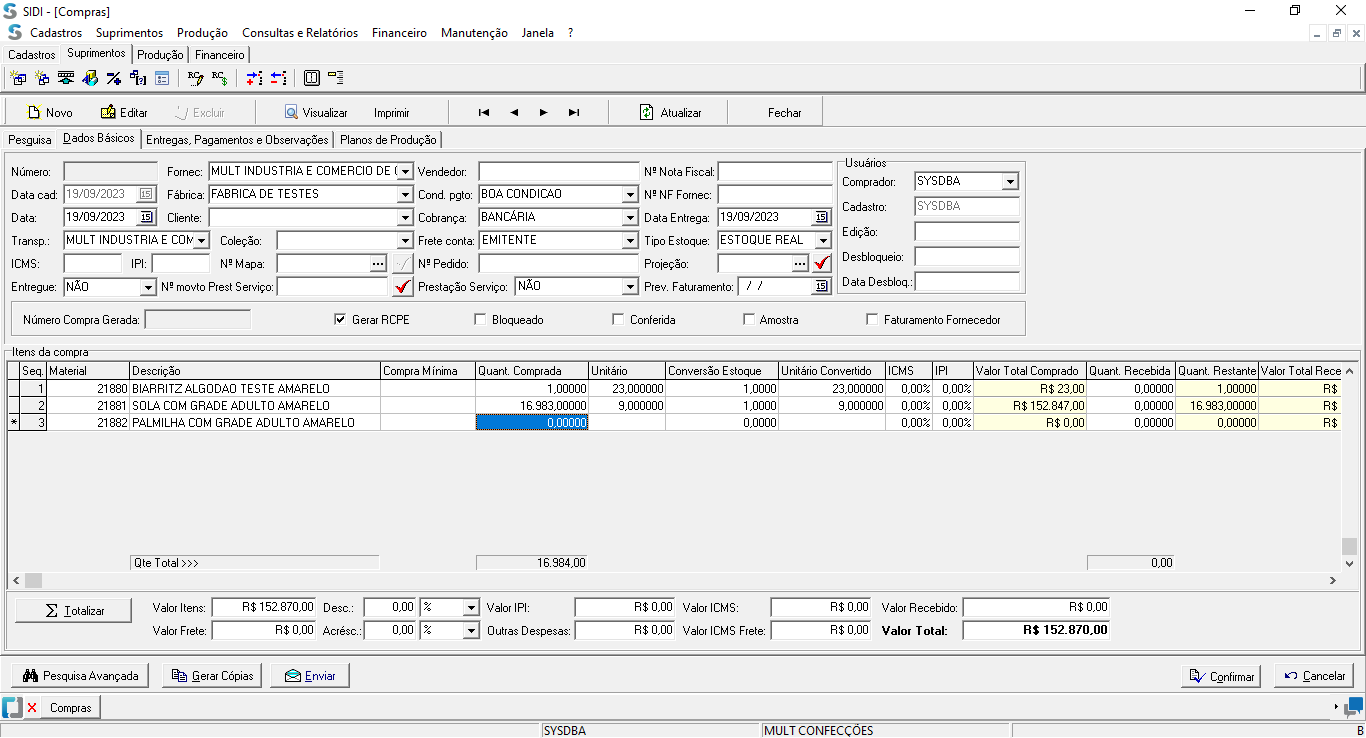 SIDI - [Compras]
Cadastros Suprimentos Produção Consultas e Relatórios Financeiro Manutenção Janela ?
Cadastros Suprimentos Produção Financeiro
Novo Editar Excluir Visualizar Imprimir Atualizar Fechar
Pesquisa Dados Básicos Entregas, Pagamentos e Observações Planos de Produção
Número: Fornec: MULT INDUSTRIA E COMERCIO DE ( Vendedor: Nº Nota Fiscal: Usuários
Comprador: SYSDBA
Data cad: 19/09/2023 Fábrica: FABRICA DE TESTES Cond. pgto: BOA CONDICAO Nº NF Fornec:
Cadastro: SYSDBA
Data: 19/09/2023 Cliente: Cobrança: BANCÁRIA Data Entrega: 19/09/2023
Edição:
Transp.: MULT INDUSTRIA E COM Coleção: Frete conta: EMITENTE Tipo Estoque: ESTOQUE REAL
Desbloqueio:
ICMS: IPI: Nº Mapa: Nº Pedido: Projeção:
Data Desbloq.:
Entregue: NÃO Nº movto Prest Serviço: Prestação Serviço: NÃO Prev. Faturamento: / /
Número Compra Gerada: Gerar RCPE Bloqueado Conferida Amostra Faturamento Fornecedor
Itens da compra
Seq. Material Descrição Compra Mínima Quant. Comprada Unitário Conversão Estoque Unitário Convertido ICMS IPI Valor Total Comprado Quant. Recebida Quant. Restante Valor Total Rece
1 21880 BIARRITZ ALGODAO TESTE AMARELO 1,00000 23,000000 1,0000 23,000000 0,00% 0,00% R$ 23,00 0,00000 1,00000 R$
2 21881 SOLA COM GRADE ADULTO AMARELO 16.983,00000 9,000000 1,0000 9,000000 0,00% 0,00% R$ 152.847,00 0,00000 16.983,00000 R$
* 3 21882 PALMILHA COM GRADE ADULTO AMARELO 0,00000 0,0000 0,00% 0,00% R$ 0,00 0,00000 0,00000 R$
Qte Total >>> 16.984,00 0,00
Totalizar Valor Itens: R$ 152.870,00 Desc.: 0,00 % Valor IPI: R$ 0,00 Valor ICMS: R$ 0,00 Valor Recebido: R$ 0,00
Valor Frete: R$ 0,00 Acrésc.: 0,00 % Outras Despesas: R$ 0,00 Valor ICMS Frete: R$ 0,00 Valor Total: R$ 152.870,00
Pesquisa Avançada Gerar Cópias Enviar Confirmar Cancelar
Compras
SYSDBA MULT CONFECÇÕES B